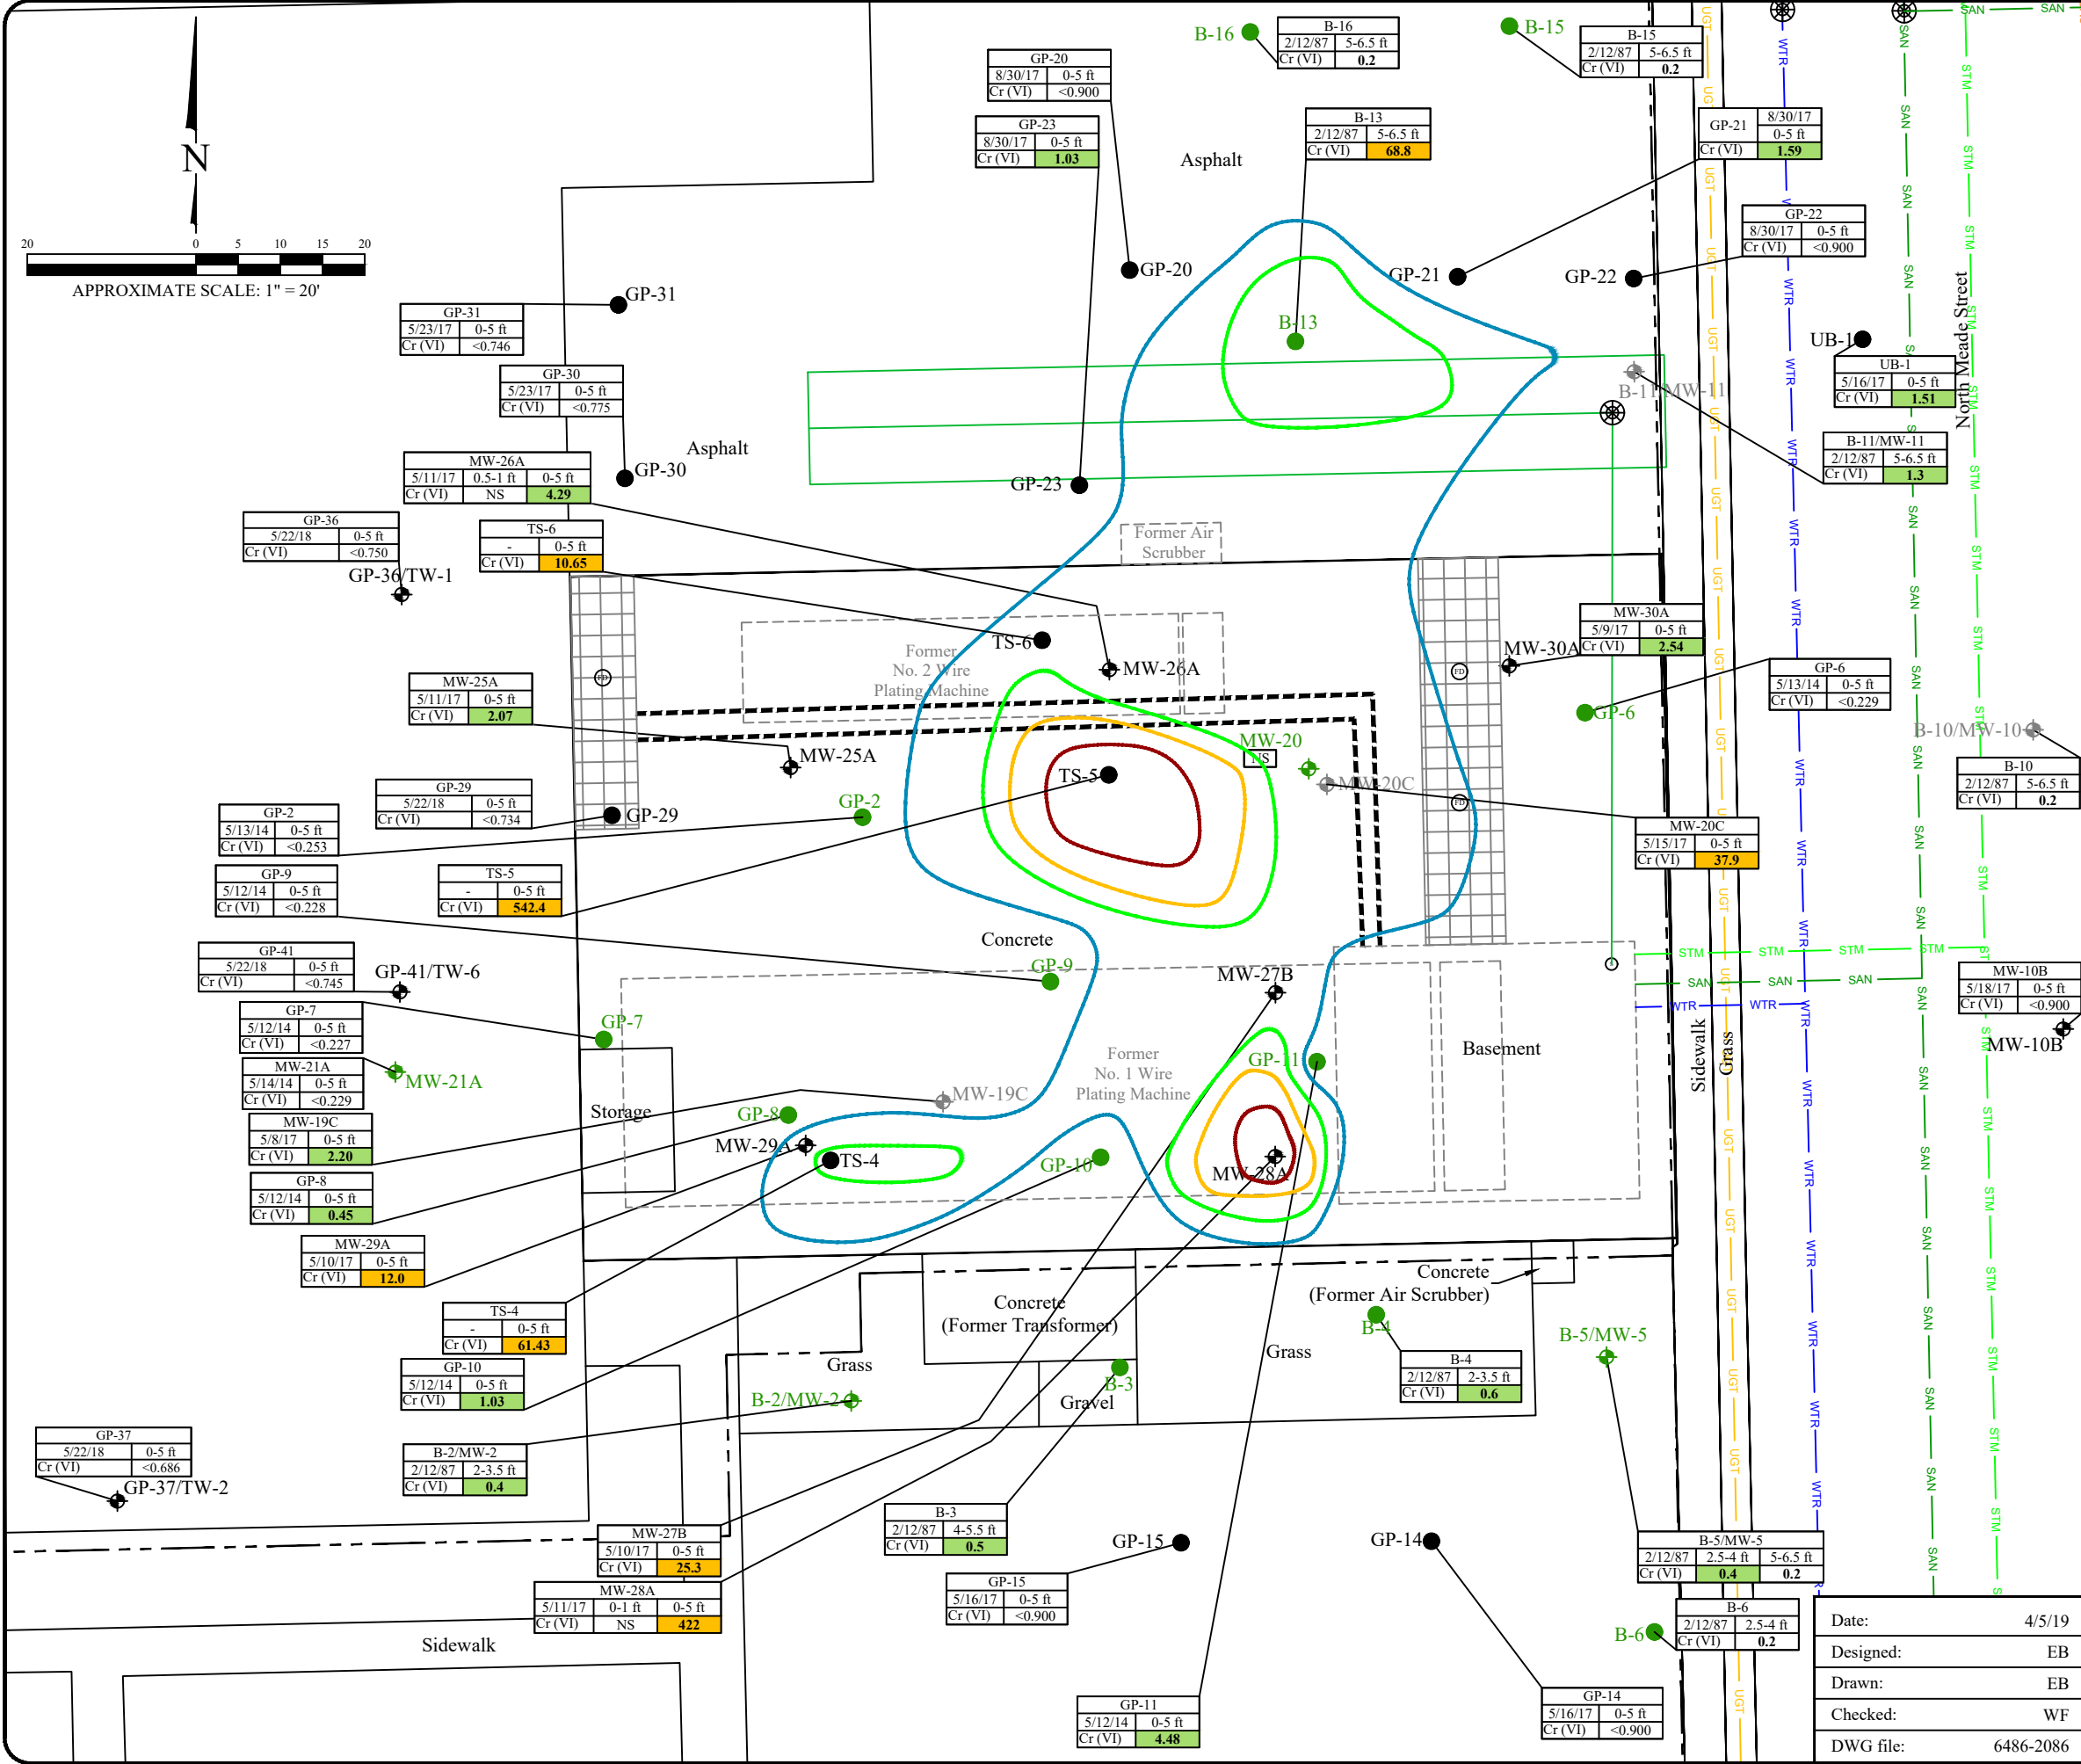 B-16
B-16
2/12/87 5-6.5 ft
Cr (VI) 0.2
B-15
B-15
2/12/87 5-6.5 ft
Cr (VI) 0.2
GP-20
8/30/17 0-5 ft
Cr (VI) <0.900
GP-23
8/30/17 0-5 ft
Cr (VI) 1.03
B-13
2/12/87 5-6.5 ft
Cr (VI) 68.8
Asphalt
GP-21
8/30/17
0-5 ft
Cr (VI) 1.59
GP-22
8/30/17 0-5 ft
Cr (VI) <0.900
N
20 0 5 10 15 20
APPROXIMATE SCALE: 1" = 20'
GP-20
GP-21
GP-22
GP-31
GP-31
5/23/17 0-5 ft
Cr (VI) <0.746
B-13
UB-1
UB-1
5/16/17 0-5 ft
Cr (VI) 1.51
North Mead Street
GP-30
5/23/17 0-5 ft
Cr (VI) <0.775
B-11/MW-11
B-11/MW-11
2/12/87 5-6.5 ft
Cr (VI) 1.3
Asphalt
GP-30
GP-23
MW-26A
5/11/17 0.5-1 ft 0-5 ft
Cr (VI) NS 4.29
GP-36
5/22/18 0-5 ft
Cr (VI) <0.750
GP-36/TW-1
TS-6
- 0-5 ft
Cr (VI) 10.65
Former Air
Scrubber
MW-30A
5/9/17 0-5 ft
Cr (VI) 2.54
TS-6
MW-26A
MW-30A
Former
No. 2 Wire
Plating Machine
FD
FD
GP-6
5/13/14 0-5 ft
Cr (VI) <0.229
GP-6
MW-25A
5/11/17 0-5 ft
Cr (VI) 2.07
MW-25A
MW-20
NS
B-10/MW-10
B-10
2/12/87 5-6.5 ft
Cr (VI) 0.2
TS-5
MW-20C
GP-29
5/22/18 0-5 ft
Cr (VI) <0.734
GP-29
GP-2
FD
GP-2
5/13/14 0-5 ft
Cr (VI) <0.253
MW-20C
5/15/17 0-5 ft
Cr (VI) 37.9
GP-9
5/12/14 0-5 ft
Cr (VI) <0.228
TS-5
- 0-5 ft
Cr (VI) 542.4
Concrete
GP-41
5/22/18 0-5 ft
Cr (VI) <0.745
GP-41/TW-6
GP-9
MW-27B
MW-10B
5/18/17 0-5 ft
Cr (VI) <0.900
MW-10B
GP-7
5/12/14 0-5 ft
Cr (VI) <0.227
GP-7
Sidewalk
Grass
Basement
GP-11
Former
No. 1 Wire
Plating Machine
MW-21A
5/14/14 0-5 ft
Cr (VI) <0.229
MW-21A
MW-19C
Storage
GP-8
MW-19C
5/8/17 0-5 ft
Cr (VI) 2.20
MW-29A
TS-4
GP-10
MW-28A
GP-8
5/12/14 0-5 ft
Cr (VI) 0.45
MW-29A
5/10/17 0-5 ft
Cr (VI) 12.0
Concrete
(Former Air Scrubber)
TS-4
- 0-5 ft
Cr (VI) 61.43
Concrete
(Former Transformer)
B-4
B-5/MW-5
GP-10
5/12/14 0-5 ft
Cr (VI) 1.03
Grass
Grass
B-4
2/12/87 2-3.5 ft
Cr (VI) 0.6
B-2/MW-2
B-3
Gravel
GP-37
5/22/18 0-5 ft
Cr (VI) <0.686
GP-37/TW-2
B-2/MW-2
2/12/87 2-3.5 ft
Cr (VI) 0.4
MW-27B
5/10/17 0-5 ft
Cr (VI) 25.3
B-3
2/12/87 4-5.5 ft
Cr (VI) 0.5
GP-15
GP-14
B-5/MW-5
2/12/87 2.5-4 ft 5-6.5 ft
Cr (VI) 0.4 0.2
MW-28A
5/11/17 0-1 ft 0-5 ft
Cr (VI) NS 422
GP-15
5/16/17 0-5 ft
Cr (VI) <0.900
B-6
B-6
2/12/87 2.5-4 ft
Cr (VI) 0.2
Sidewalk
GP-11
5/12/14 0-5 ft
Cr (VI) 4.48
GP-14
5/16/17 0-5 ft
Cr (VI) <0.900
SAN SAN
STM STM STM STM
SAN SAN SAN
WTR WTR
UGT
WTR
SAN
STM
Date: 4/5/19
Designed: EB
Drawn: EB
Checked: WF
DWG file: 6486-2086